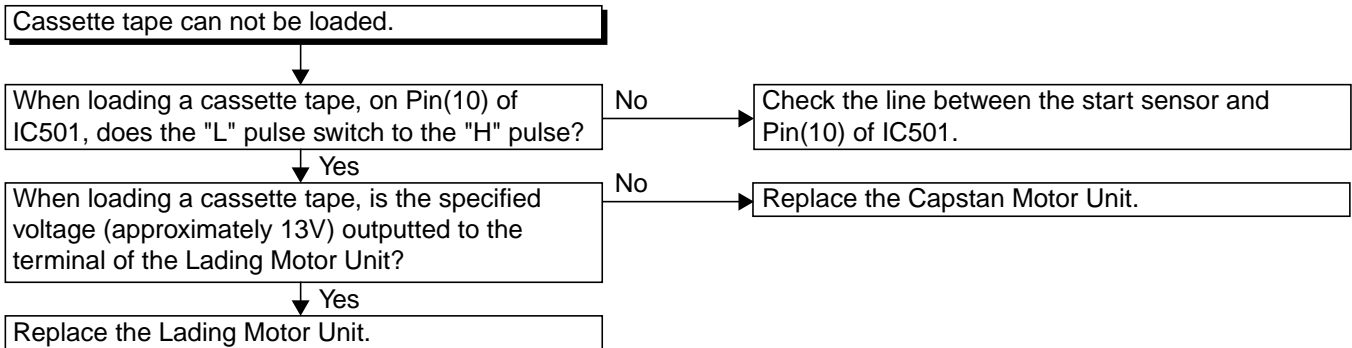 Cassette tape can not be loaded.
When loading a cassette tape, on Pin(10) of
IC501, does the "L" pulse switch to the "H" pulse?
No
Check the line between the start sensor and
Pin(10) of IC501.
Yes
When loading a cassette tape, is the specified
voltage (approximately 13V) outputted to the
terminal of the Lading Motor Unit?
No
Replace the Capstan Motor Unit.
Yes
Replace the Lading Motor Unit.